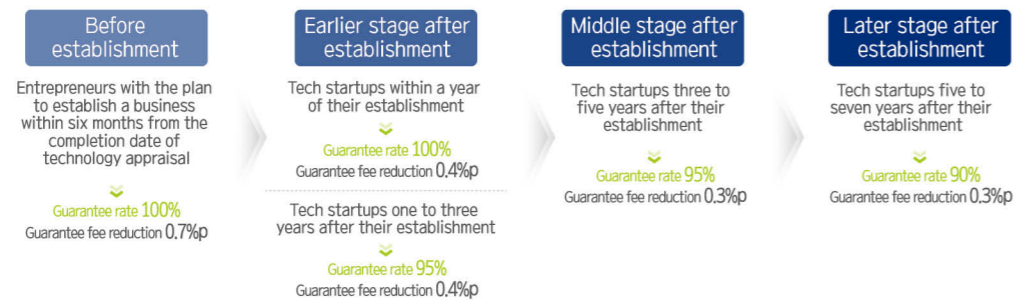 Before
establishment
Entrepreneurs with the plan
to establish a business
within six months from the
completion date of
technology appraisal
Guarantee rate 100%
Guarantee fee reduction 0.7%p
Earlier stage after
establishment
Tech startups within a year
of their establishment
Guarantee rate 100%
Guarantee fee reduction 0.4%p
Tech startups one to three
years after their establishment
Guarantee rate 95%
Guarantee fee reduction 0.4%p
Middle stage after
establishment
Tech startups three to
five years after their
establishment
Guarantee rate 95%
Guarantee fee reduction 0.3%p
Later stage after
establishment
Tech startups five to
seven years after their
establishment
Guarantee rate 90%
Guarantee fee reduction 0.3%p